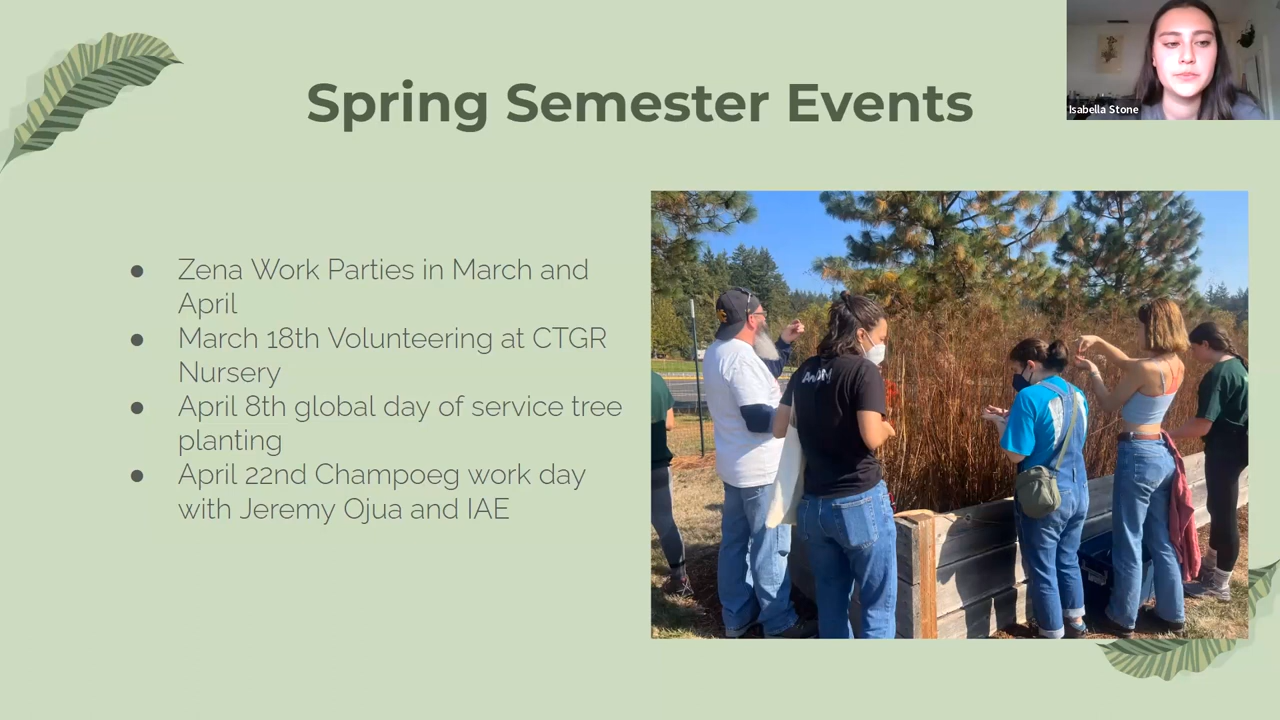 Spring Semester Events
Isabella Stone
● Zena Work Parties in March and
April
● March 18th Volunteering at CTGR
Nursery
● April 8th global day of service tree
planting
● April 22nd Champoeg work day
with Jeremy Ojua and IAE